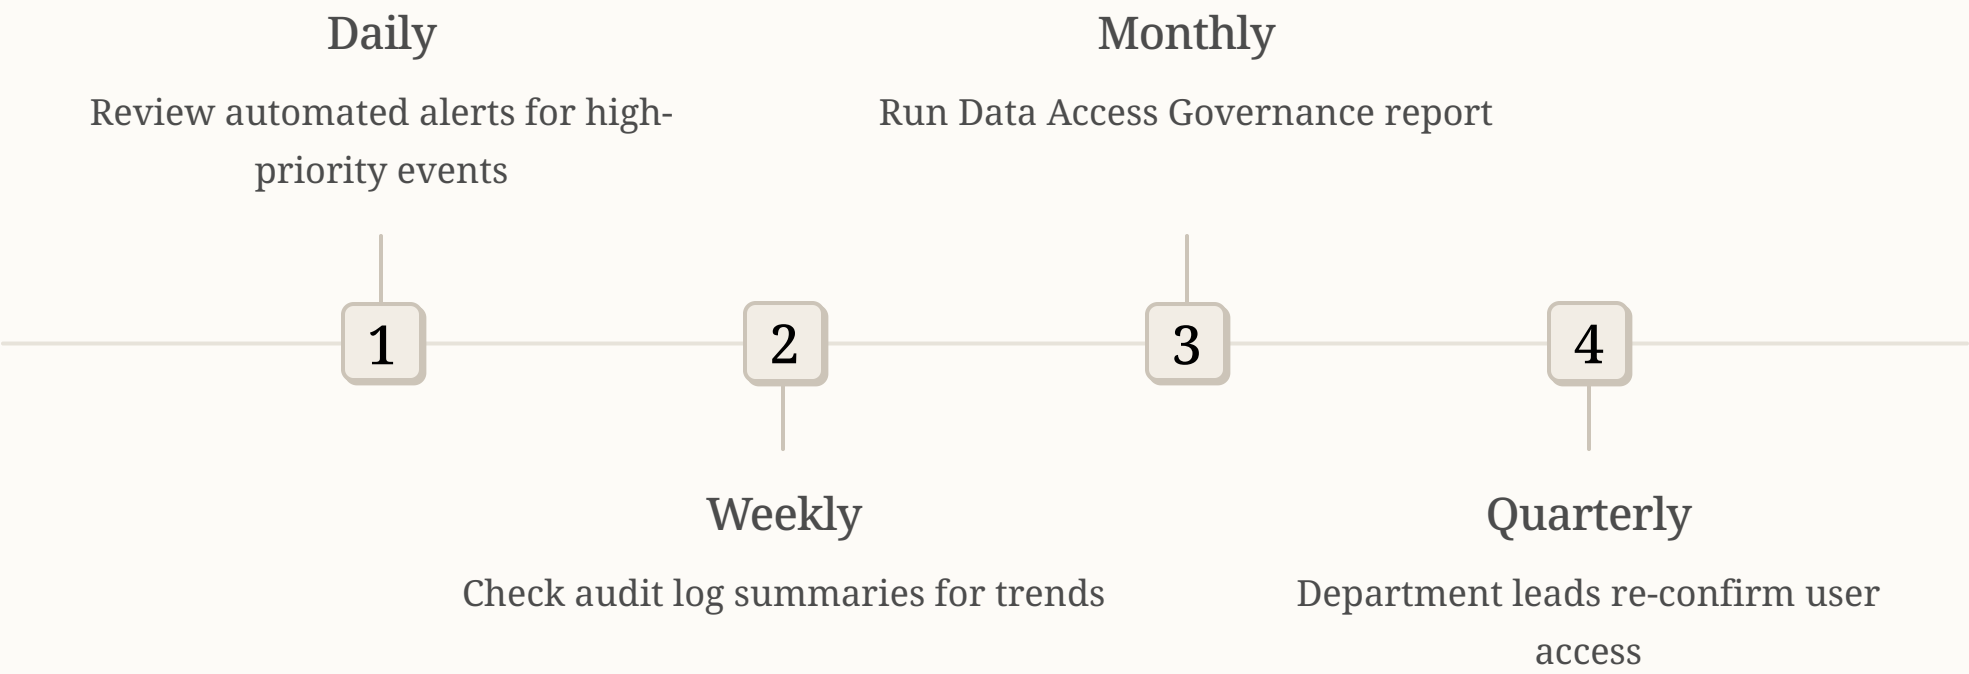 Daily
Review automated alerts for high-
priority events
Monthly
Run Data Access Governance report
1
2
3
4
Weekly
Check audit log summaries for trends
Quarterly
Department leads re-confirm user
access